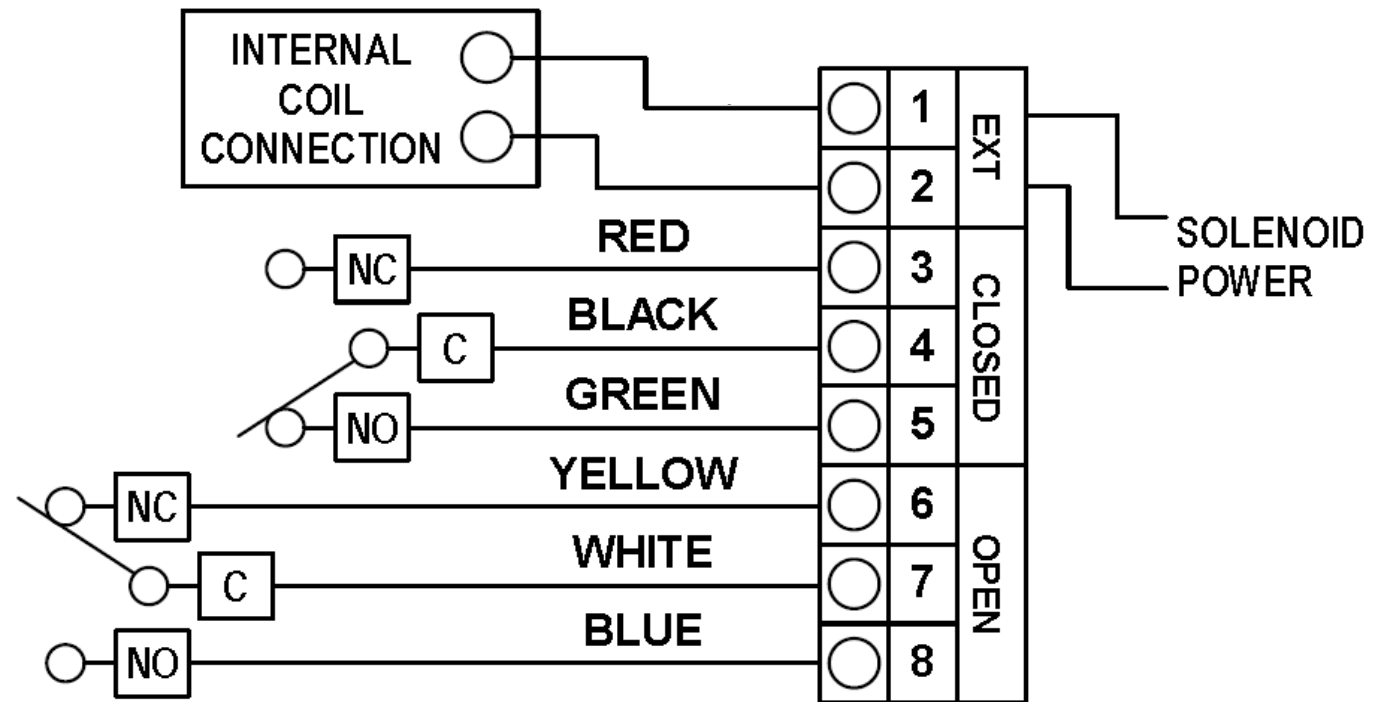 INTERNAL
COIL
CONNECTION
1
2
EXT
SOLENOID
POWER
RED
NC
3
BLACK
C
4
CLOSED
GREEN
NO
5
YELLOW
NC
6
WHITE
C
7
OPEN
BLUE
NO
8